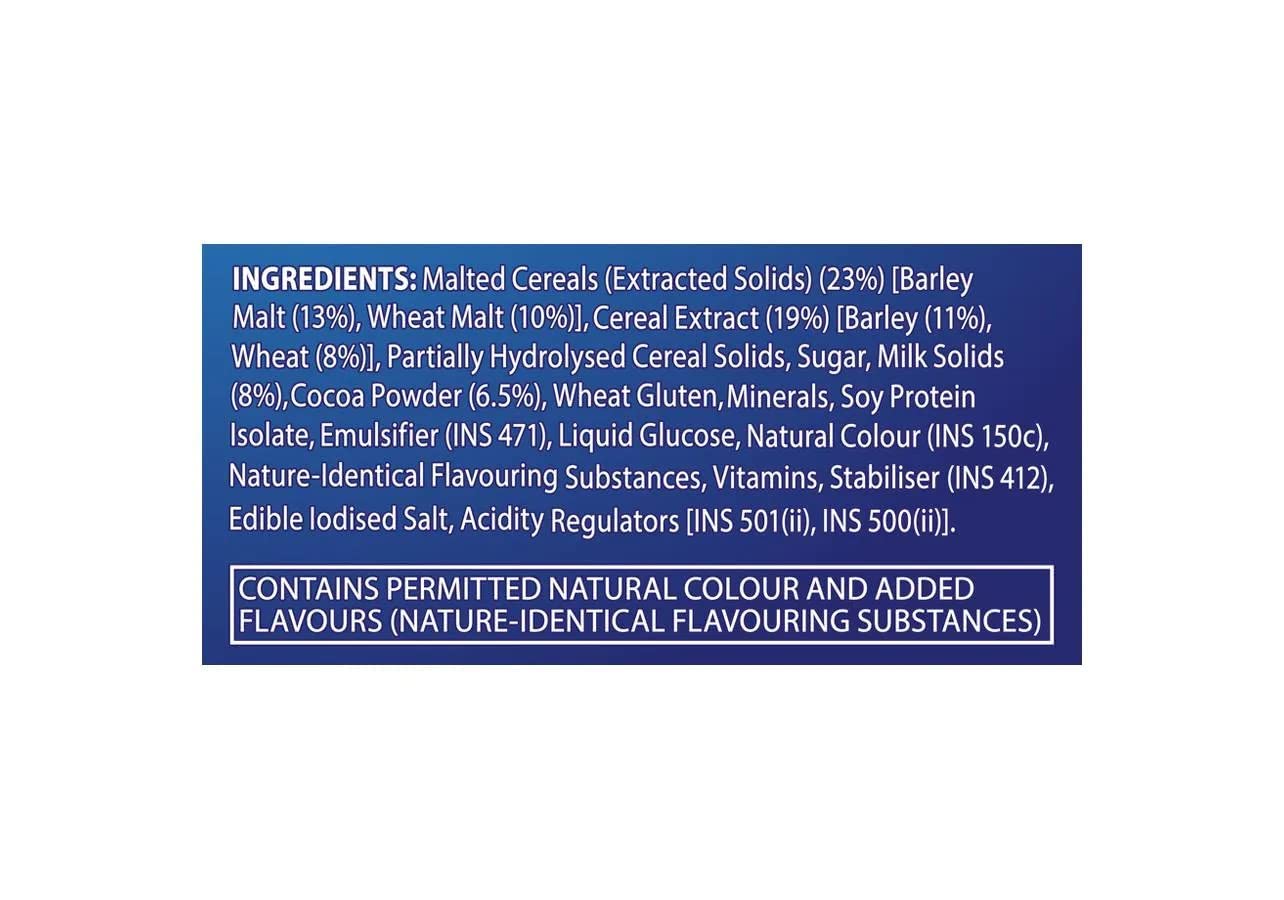 INGREDIENTS: Malted Cereals (Extracted Solids) (23%) [Barley
Malt (13%), Wheat Malt (10%)], Cereal Extract (19%) [Barley (11%),
Wheat (8%)], Partially Hydrolysed Cereal Solids, Sugar, Milk Solids
(8%), Cocoa Powder (6.5%), Wheat Gluten, Minerals, Soy Protein
Isolate, Emulsifier (INS 471), Liquid Glucose, Natural Colour (INS 150c),
Nature-Identical Flavouring Substances, Vitamins, Stabiliser (INS 412),
Edible Iodised Salt, Acidity Regulators [INS 501(ii), INS 500(ii)].
CONTAINS PERMITTED NATURAL COLOUR AND ADDED
FLAVOURS (NATURE-IDENTICAL FLAVOURING SUBSTANCES)